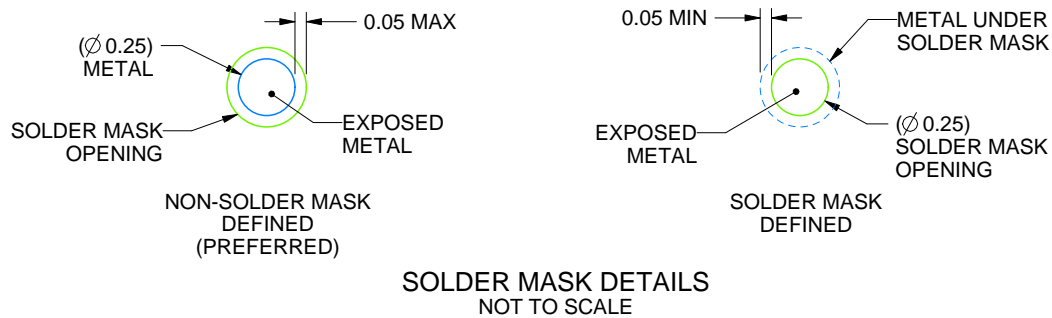 0.05 MAX
(Ø 0.25)
METAL
SOLDER MASK
OPENING
EXPOSED
METAL
NON-SOLDER MASK
DEFINED
(PREFERRED)
0.05 MIN
METAL UNDER
SOLDER MASK
EXPOSED
METAL
(Ø 0.25)
SOLDER MASK
OPENING
SOLDER MASK
DEFINED
SOLDER MASK DETAILS
NOT TO SCALE